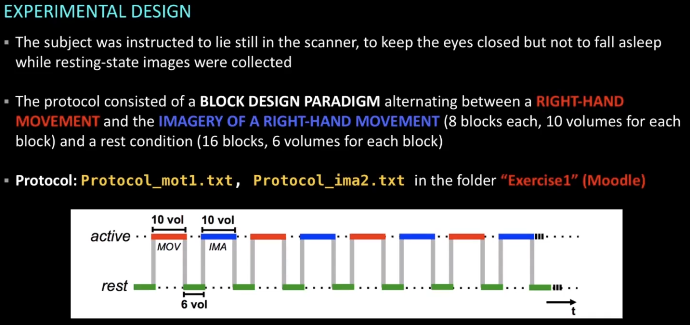 EXPERIMENTAL DESIGN
▪ The subject was instructed to lie still in the scanner, to keep the eyes closed but not to fall asleep
while resting-state images were collected
▪ The protocol consisted of a BLOCK DESIGN PARADIGM alternating between a RIGHT-HAND
MOVEMENT and the IMAGERY OF A RIGHT-HAND MOVEMENT (8 blocks each, 10 volumes for each
block) and a rest condition (16 blocks, 6 volumes for each block)
▪ Protocol: Protocol_mot1.txt, Protocol_ima2.txt in the folder “Exercise1” (Moodle)
10 vol 10 vol
active
MOV IMA
rest
6 vol
t